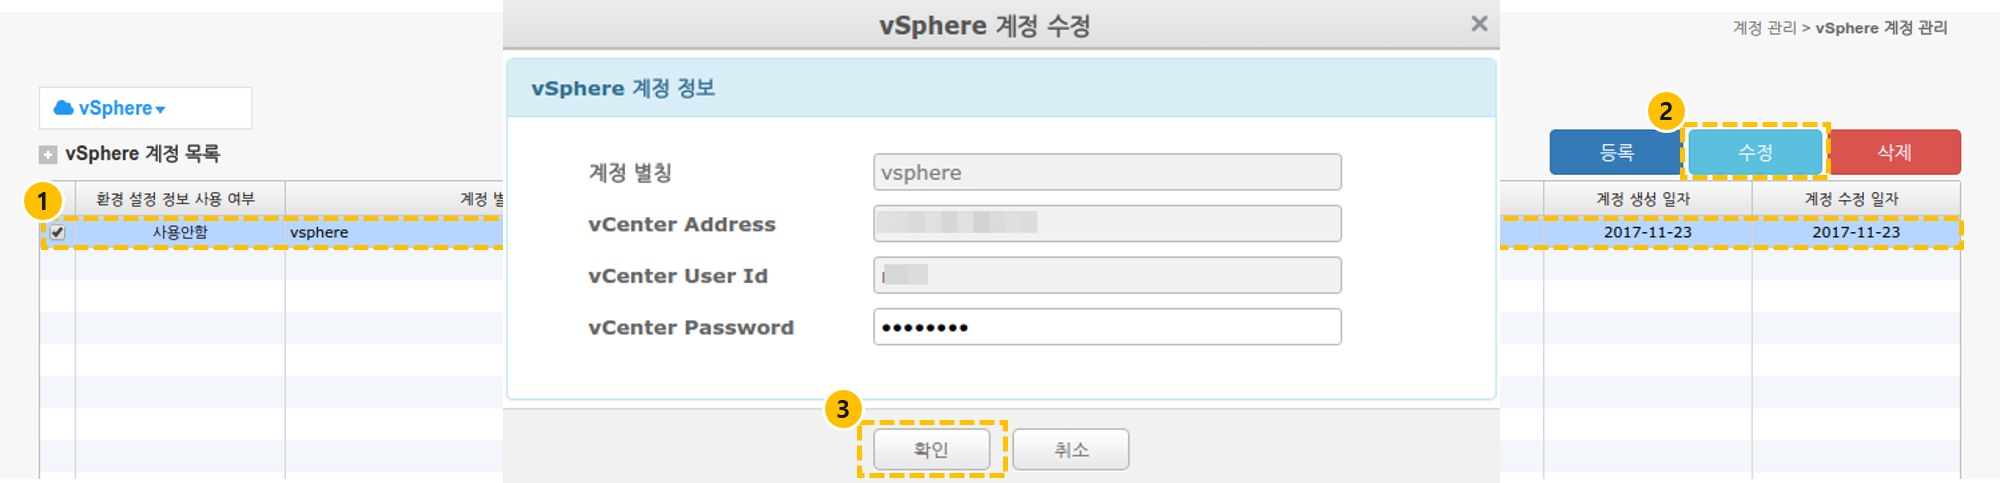 vSphere 계정 수정 ×
계정 관리 > vSphere 계정 관리
vSphere
vSphere 계정 목록
vSphere 계정 정보
2
등록 수정 삭제
1
환경 설정 정보 사용 여부
계정 생성 일자 계정 수정 일자
사용안함 vsphere
2017-11-23 2017-11-23
계정 별칭 vsphere
vCenter Address
vCenter User Id
vCenter Password ••••••••
3
확인 취소